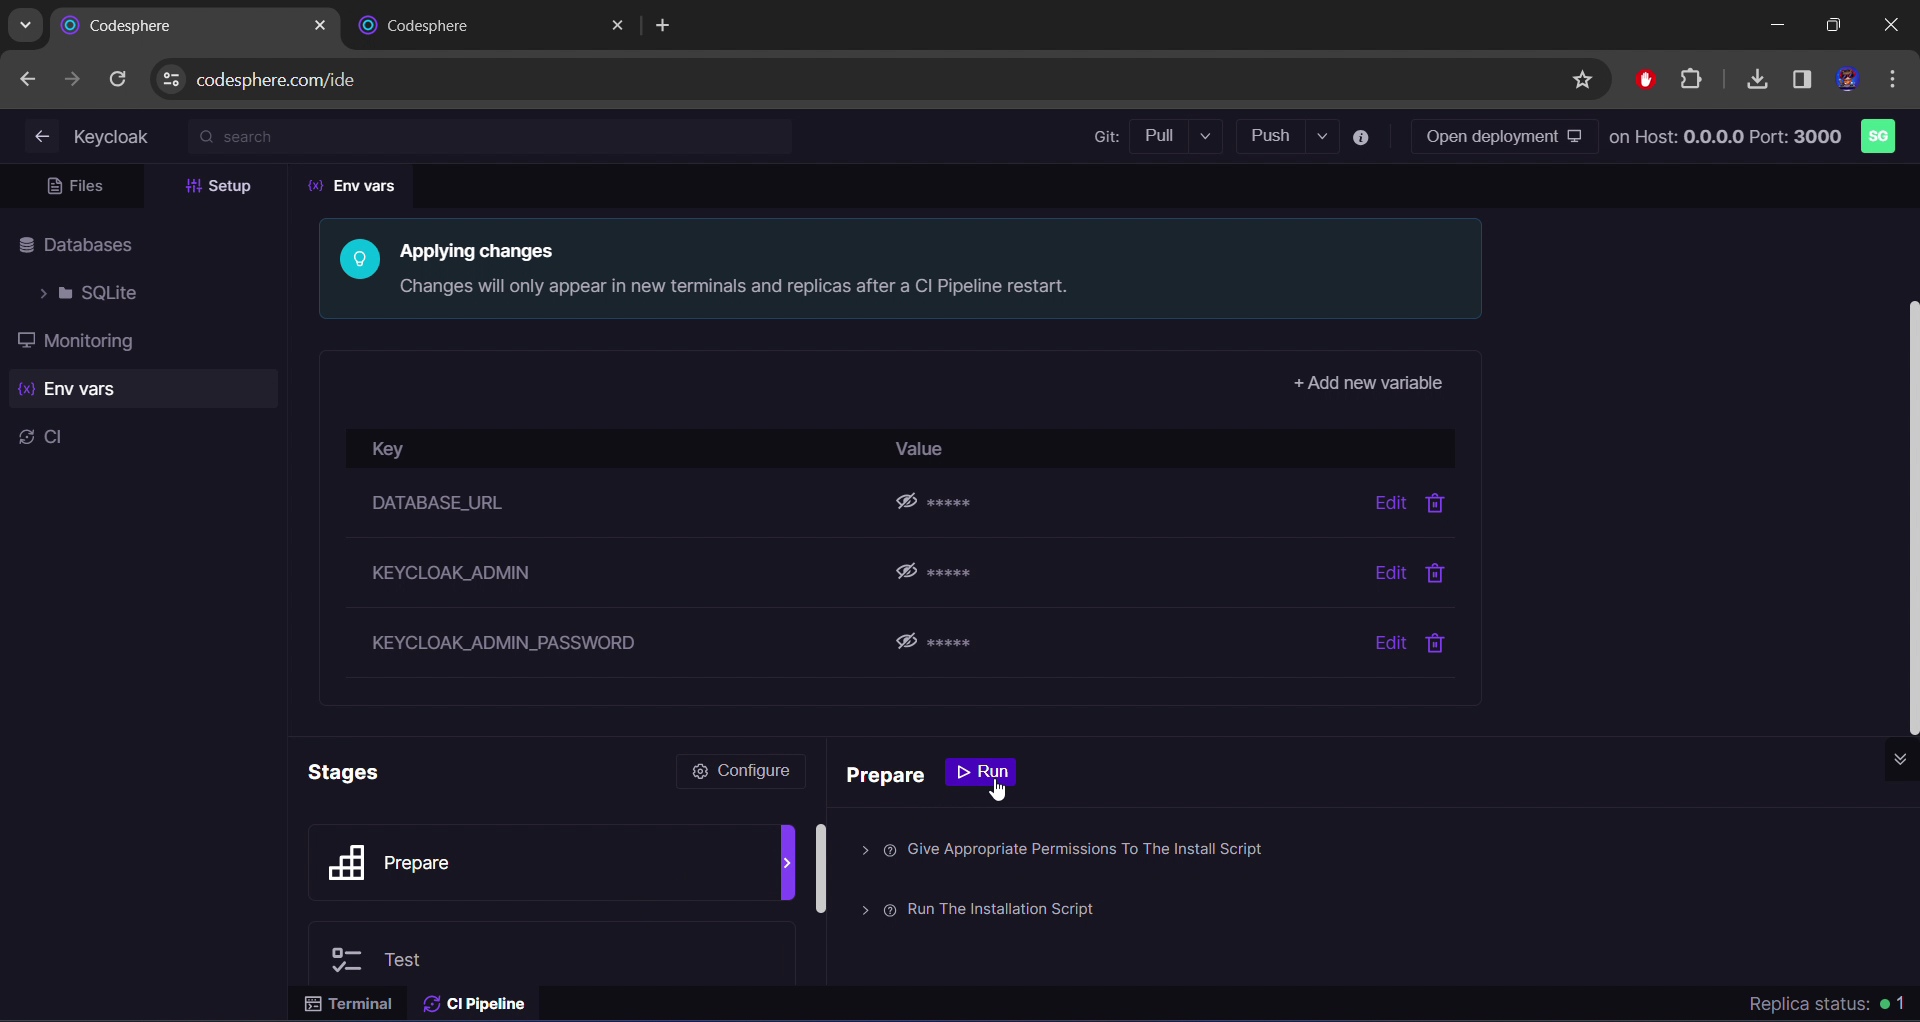 Codesphere
Codesphere
codesphere.com/ide
Keycloak
search
Git:
Pull
Push
Open deployment
on Host: 0.0.0.0 Port: 3000
SG
Files
Setup
Env vars
Databases
SQLite
Monitoring
Env vars
CI
Applying changes
Changes will only appear in new terminals and replicas after a CI Pipeline restart.
+ Add new variable
Key Value
DATABASE_URL ***** Edit
KEYCLOAK_ADMIN ***** Edit
KEYCLOAK_ADMIN_PASSWORD ***** Edit
Stages
Configure
Prepare
Test
Prepare
Run
Give Appropriate Permissions To The Install Script
Run The Installation Script
Terminal
CI Pipeline
Replica status: 1